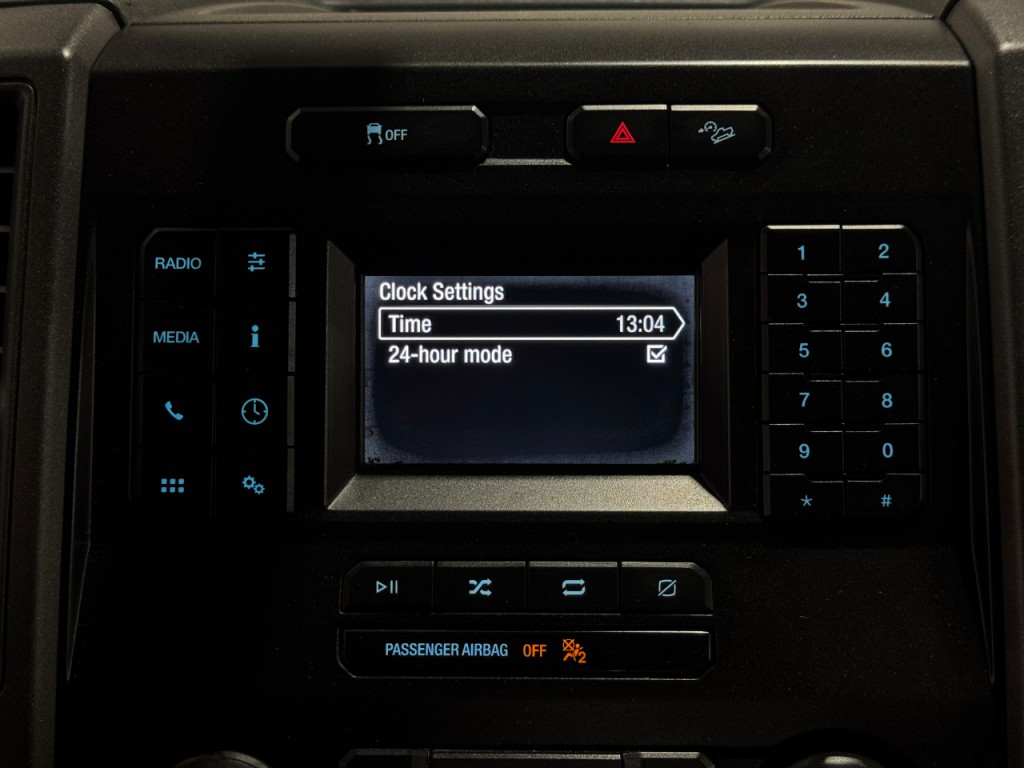 OFF
RADIO
MEDIA
Clock Settings
Time 13:04
24-hour mode
1 2
3 4
5 6
7 8
9 0
* #
PASSENGER AIRBAG OFF 2